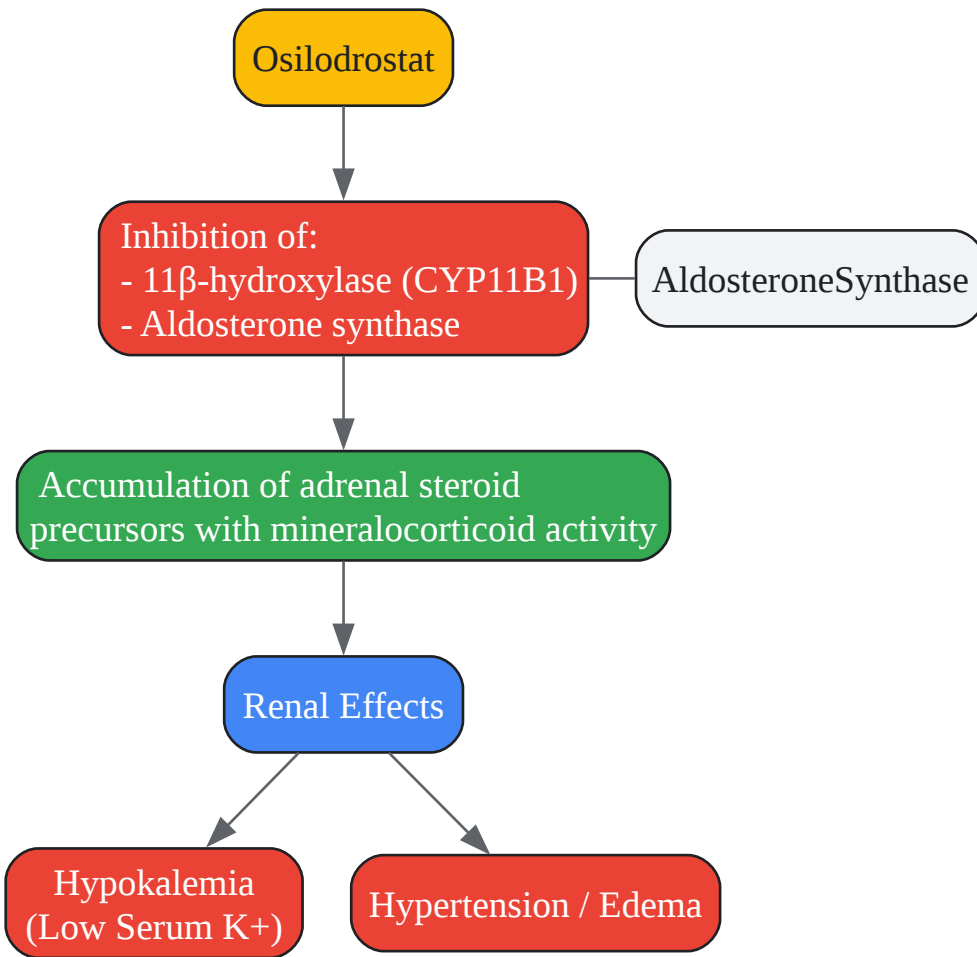 Osilodrostat
Inhibition of:
- 11β-hydroxylase (CYP11B1)
- Aldosterone synthase
AldosteroneSynthase
Accumulation of adrenal steroid
precursors with mineralocorticoid activity
Renal Effects
Hypokalemia
(Low Serum K+)
Hypertension / Edema